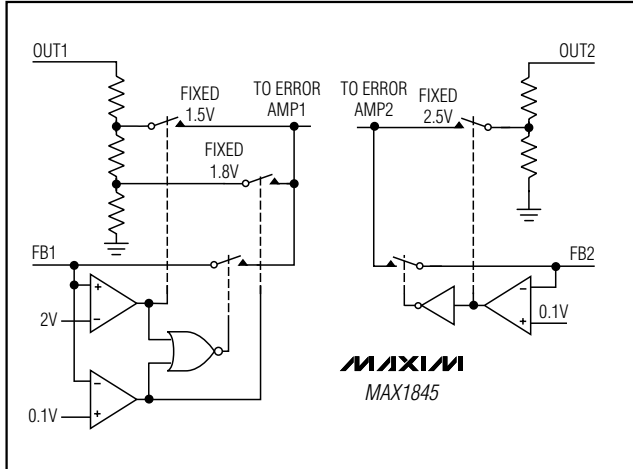 OUT1
OUT2
FIXED
1.5V
TO ERROR
AMP1
TO ERROR
AMP2
FIXED
2.5V
FIXED
1.8V
FB1
FB2
+
−
2V
−
+
0.1V
−
+
0.1V
MAXIM
MAX1845